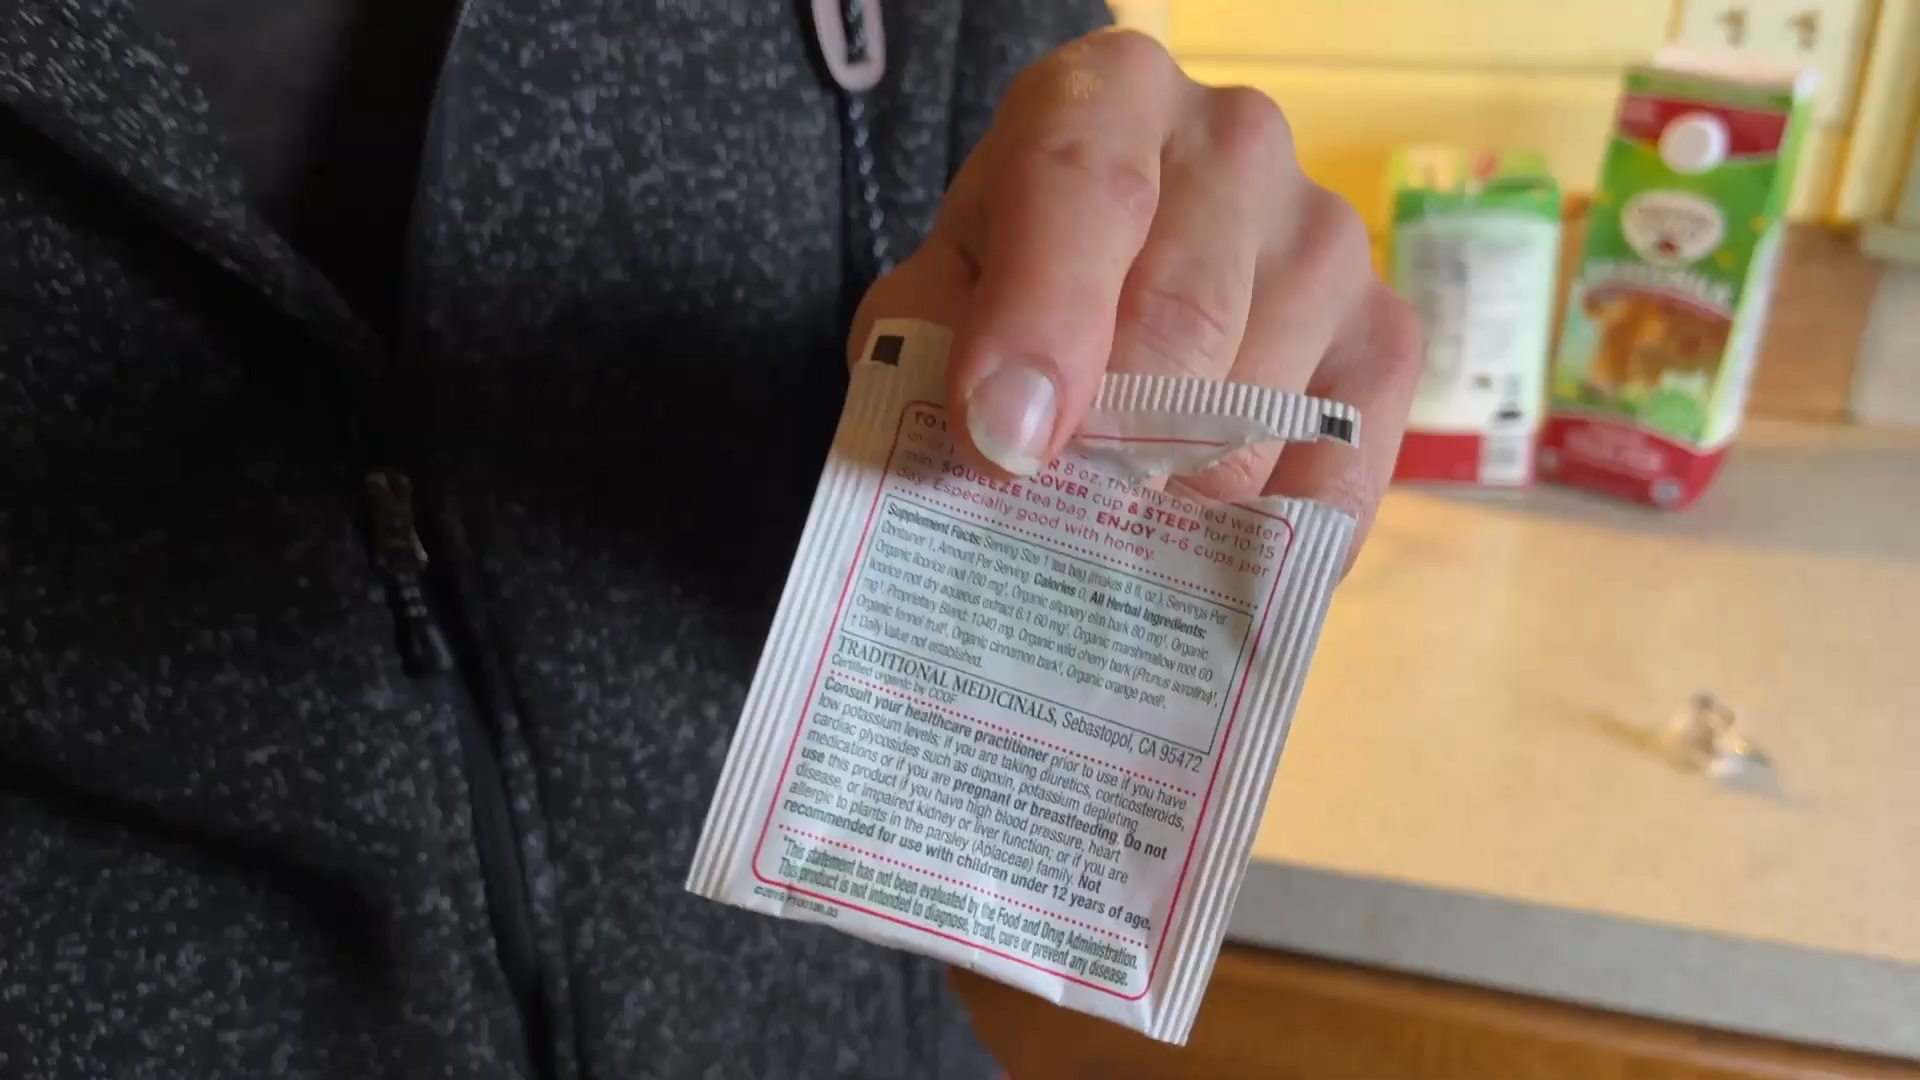 TO
R 8 oz. freshly boiled water
COVER cup & STEEP for 10-15
min. SQUEEZE tea bag. ENJOY 4-6 cups per
day. Especially good with honey.
Supplement Facts: Serving Size 1 tea bag (makes 8 fl. oz.). Servings Per
Container 1. Amount Per Serving: Calories 0. All Herbal Ingredients:
Organic licorice root 760 mg†, Organic slippery elm bark 80 mg†, Organic
licorice root dry aqueous extract 6:1 60 mg†, Organic marshmallow root 60
mg†. Proprietary Blend: 1040 mg. Organic wild cherry bark (Prunus serotina)†,
Organic fennel fruit†, Organic cinnamon bark†, Organic orange peel†.
† Daily Value not established.
TRADITIONAL MEDICINALS, Sebastopol, CA 95472
Certified organic by CCOF
Consult your healthcare practitioner prior to use if you have
low potassium levels; if you are taking diuretics, corticosteroids,
cardiac glycosides such as digoxin, potassium depleting
medications or if you are pregnant or breastfeeding. Do not
use this product if you have high blood pressure, heart
disease, or impaired kidney or liver function; or if you are
allergic to plants in the parsley (Apiaceae) family. Not
recommended for use with children under 12 years of age.
*This statement has not been evaluated by the Food and Drug Administration.
This product is not intended to diagnose, treat, cure or prevent any disease.